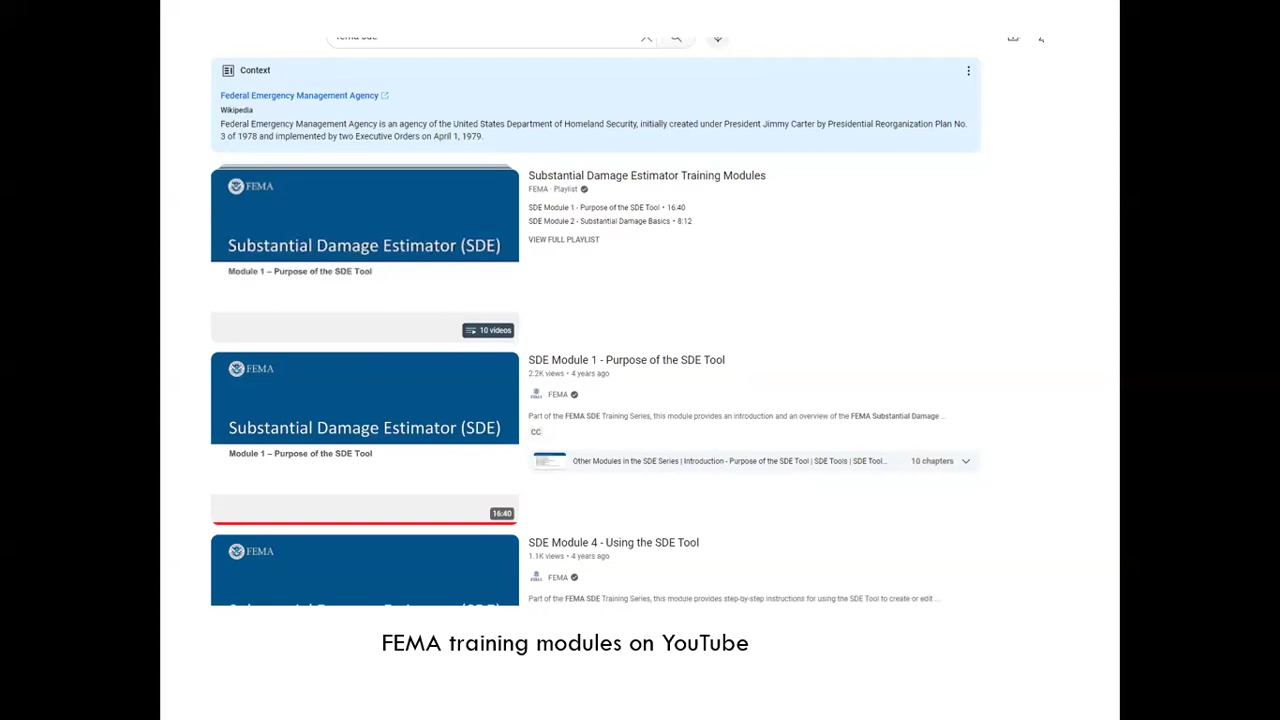 Context
Federal Emergency Management Agency
Wikipedia
Federal Emergency Management Agency is an agency of the United States Department of Homeland Security, initially created under President Jimmy Carter by Presidential Reorganization Plan No.
3 of 1978 and implemented by two Executive Orders on April 1, 1979.
FEMA
Substantial Damage Estimator (SDE)
Module 1 – Purpose of the SDE Tool
10 videos
Substantial Damage Estimator Training Modules
FEMA · Playlist
SDE Module 1 - Purpose of the SDE Tool • 16:40
SDE Module 2 - Substantial Damage Basics • 8:12
VIEW FULL PLAYLIST
FEMA
Substantial Damage Estimator (SDE)
Module 1 – Purpose of the SDE Tool
16:40
SDE Module 1 - Purpose of the SDE Tool
2.2K views • 4 years ago
FEMA
Part of the FEMA SDE Training Series, this module provides an introduction and an overview of the FEMA Substantial Damage ...
CC
Other Modules in the SDE Series | Introduction - Purpose of the SDE Tool | SDE Tools | SDE Tool... 10 chapters
FEMA
SDE Module 4 - Using the SDE Tool
1.1K views • 4 years ago
FEMA
Part of the FEMA SDE Training Series, this module provides step-by-step instructions for using the SDE Tool to create or edit ...
FEMA training modules on YouTube